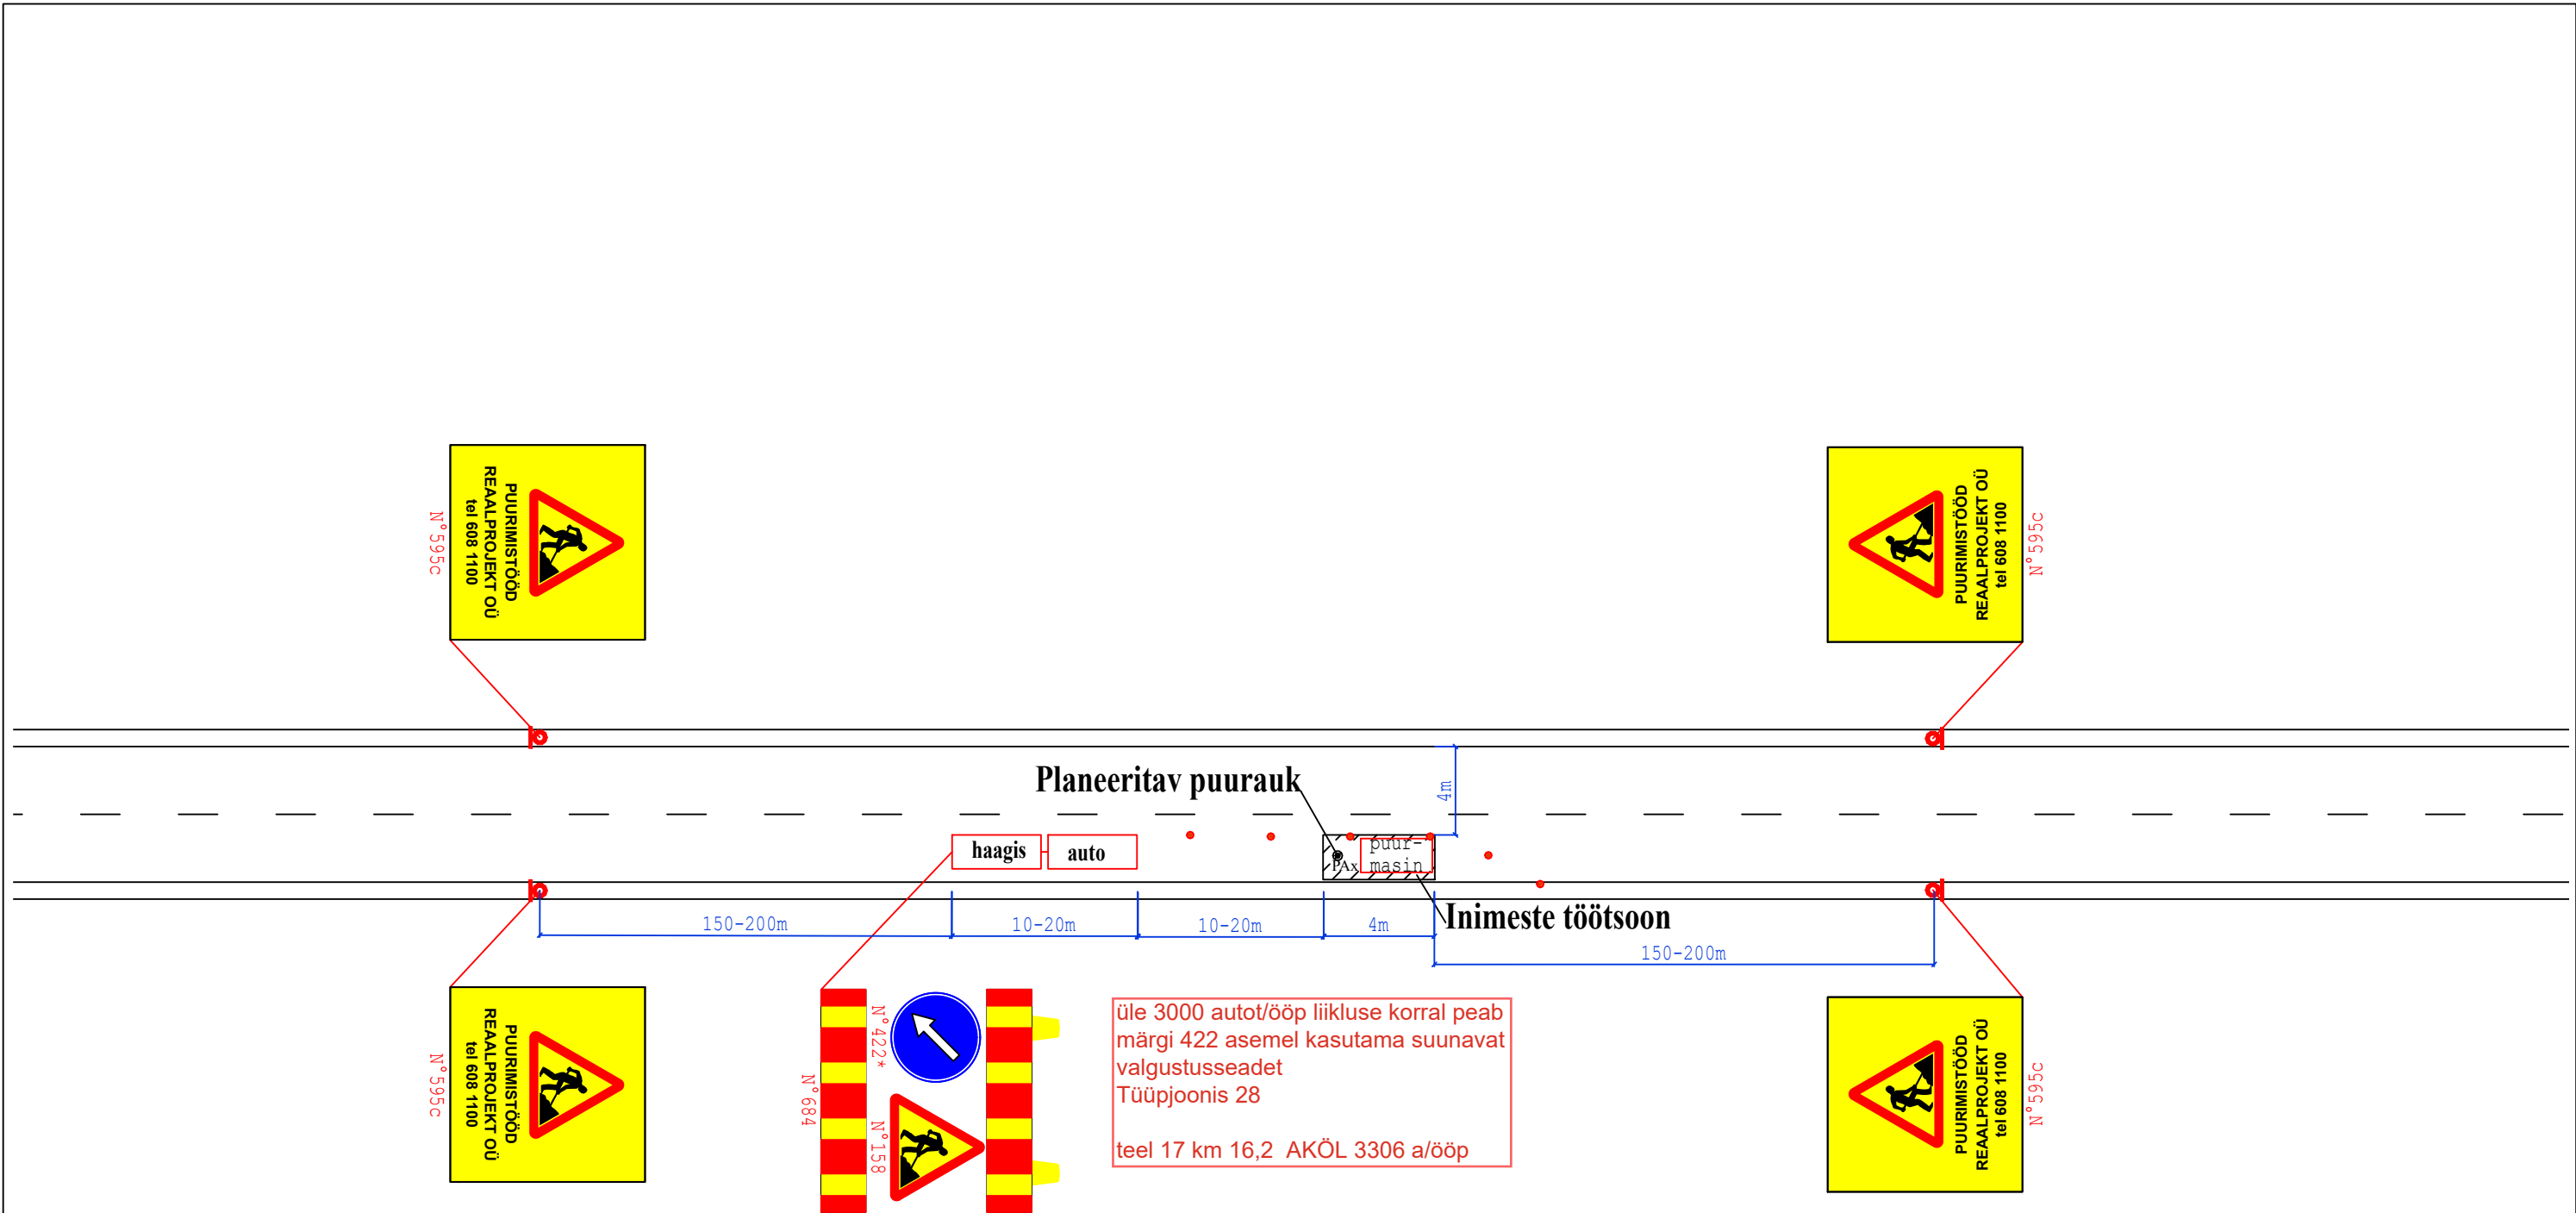 PUURIMISTÖÖD
REAALPROJEKT OÜ
tel 608 1100
N°595c
PUURIMISTÖÖD
REAALPROJEKT OÜ
tel 608 1100
N°595c
Planeeritav puurauk
4m
haagis
auto
PAx
puur-
masin
Inimeste töötsoon
150-200m
10-20m
10-20m
4m
150-200m
PUURIMISTÖÖD
REAALPROJEKT OÜ
tel 608 1100
N°595c
N°684
N°422*
N°158
üle 3000 autot/ööp liikluse korral peab
märgi 422 asemel kasutama suunavat
valgustusseadet
Tüüpjoonis 28
teel 17 km 16,2 AKÖL 3306 a/ööp
PUURIMISTÖÖD
REAALPROJEKT OÜ
tel 608 1100
N°595c